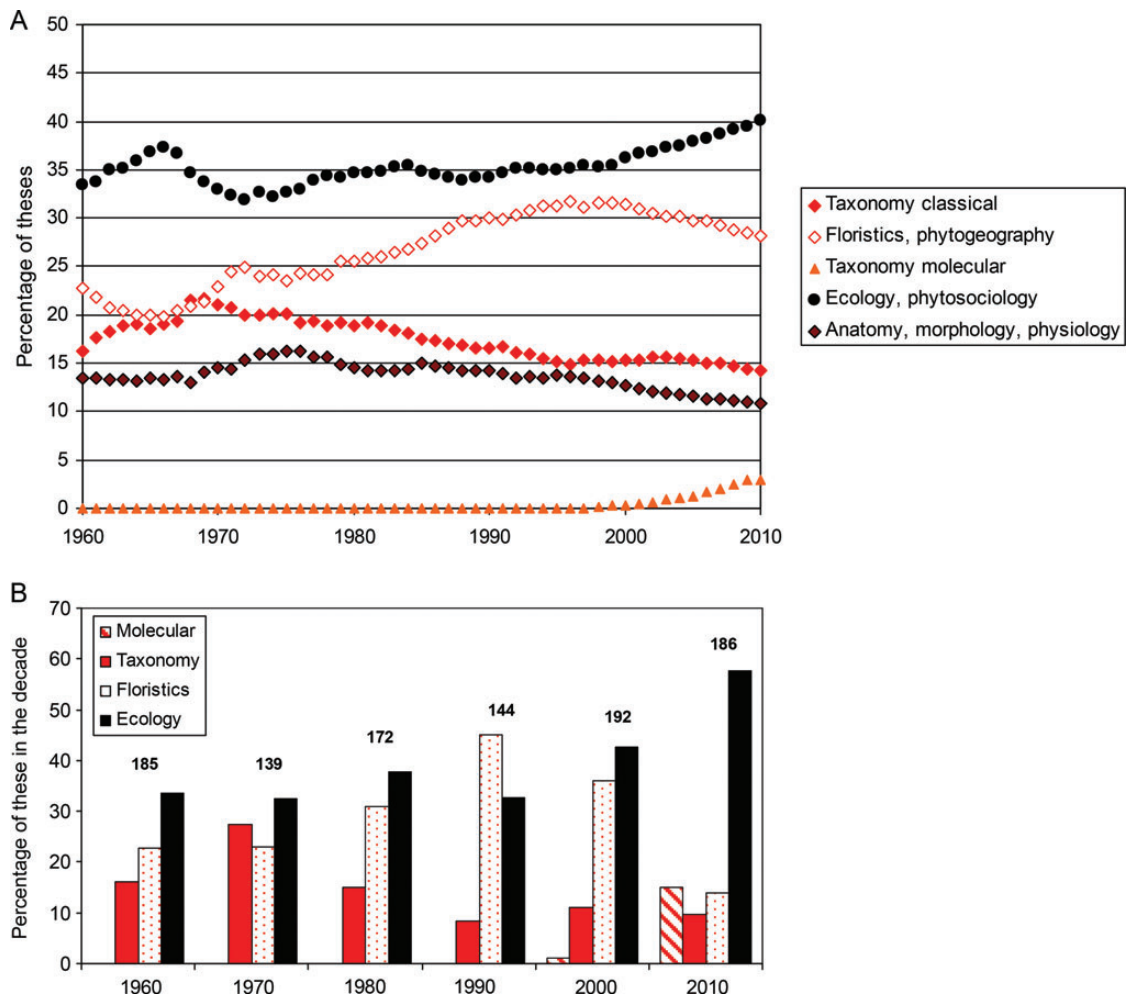 A
Percentage of theses
50
45
40
35
30
25
20
15
10
5
0
1960 1970 1980 1990 2000 2010
Taxonomy classical
Floristics, phytogeography
Taxonomy molecular
Ecology, phytosociology
Anatomy, morphology, physiology
B
Percentage of these in the decade
70
60
50
40
30
20
10
0
Molecular
Taxonomy
Floristics
Ecology
185 139 172 144 192 186
1960 1970 1980 1990 2000 2010